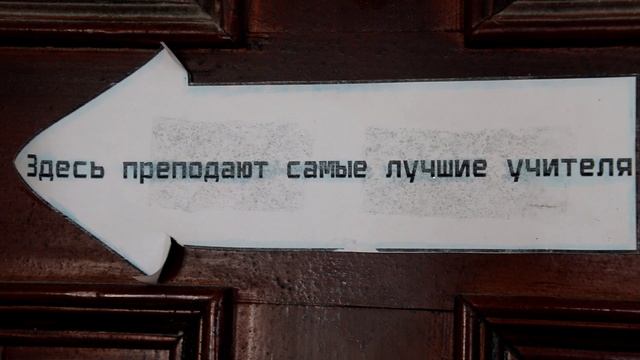 Здесь преподают самые лучшие учителя